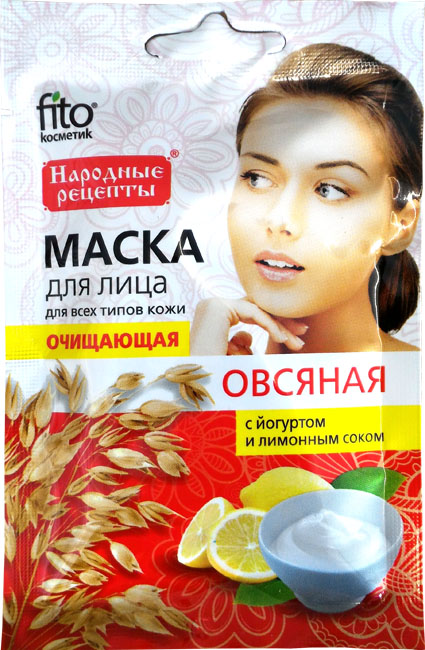 fito®
косметик
Народные®
рецепты
МАСКА
для лица
для всех типов кожи
ОЧИЩАЮЩАЯ
ОВСЯНАЯ
с йогуртом
и лимонным соком